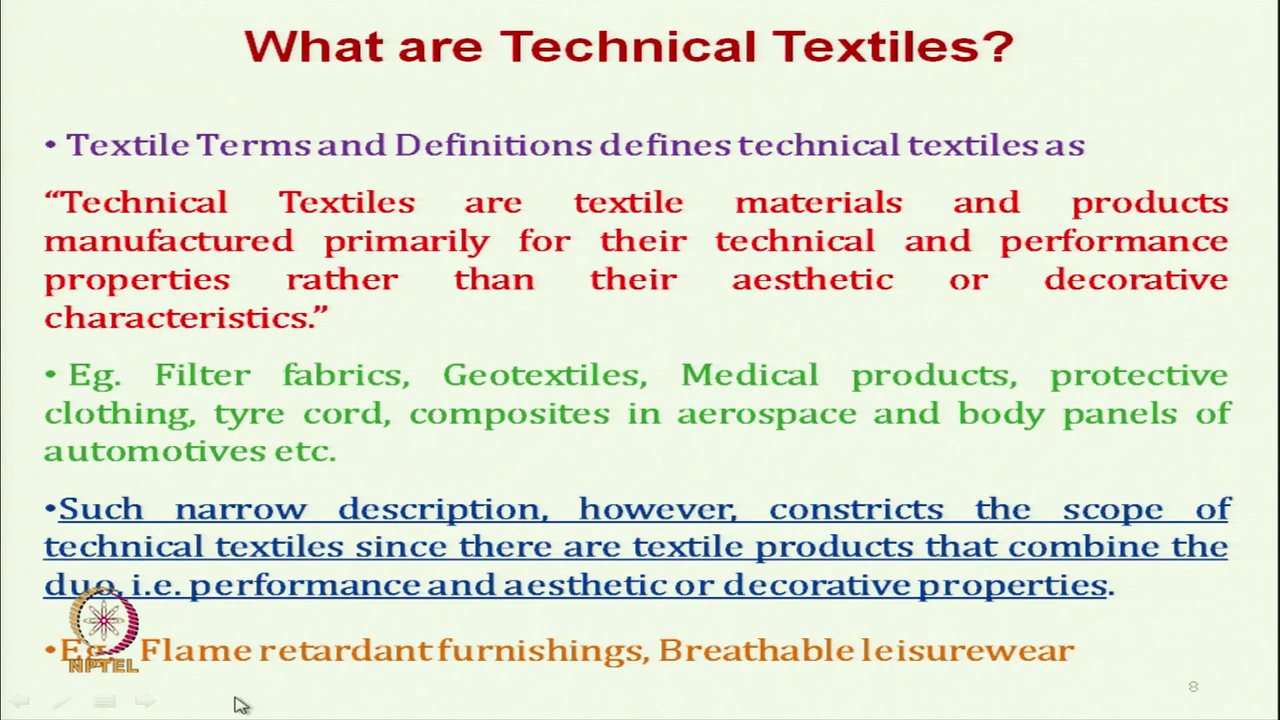 What are Technical Textiles?
• Textile Terms and Definitions defines technical textiles as
“Technical Textiles are textile materials and products
manufactured primarily for their technical and performance
properties rather than their aesthetic or decorative
characteristics.”
• Eg. Filter fabrics, Geotextiles, Medical products, protective
clothing, tyre cord, composites in aerospace and body panels of
automotives etc.
•Such narrow description, however, constricts the scope of
technical textiles since there are textile products that combine the
duo, i.e. performance and aesthetic or decorative properties.
•Eg. Flame retardant furnishings, Breathable leisurewear
NPTEL
8